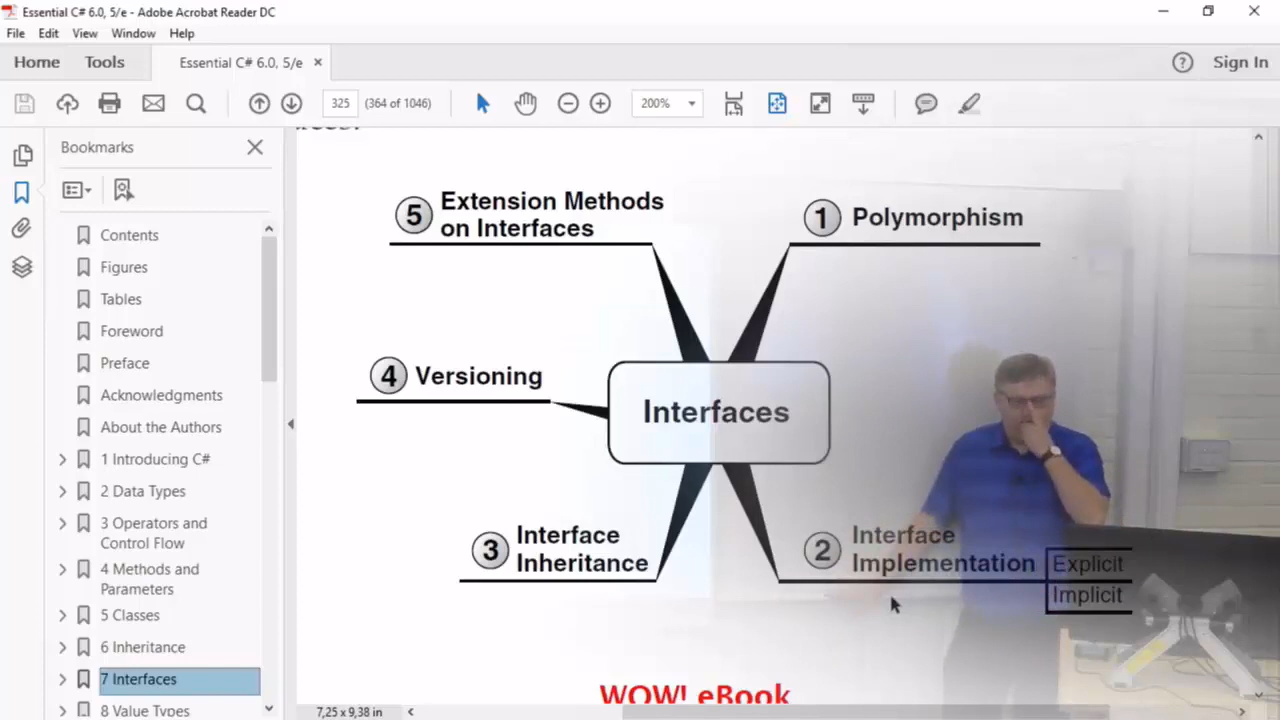 Essential C# 6.0, 5/e - Adobe Acrobat Reader DC
File Edit View Window Help
Home Tools Essential C# 6.0, 5/e × ? Sign In
325 (364 of 1046) 200%
Bookmarks
Contents
Figures
Tables
Foreword
Preface
Acknowledgments
About the Authors
1 Introducing C#
2 Data Types
3 Operators and
Control Flow
4 Methods and
Parameters
5 Classes
6 Inheritance
7 Interfaces
8 Value Types
5 Extension Methods
on Interfaces
1 Polymorphism
4 Versioning
Interfaces
3 Interface
Inheritance
2 Interface
Implementation
Explicit
Implicit
WOW! eBook
7,25 x 9,38 in